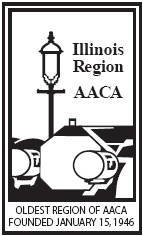 Illinois
Region
AACA
OLDEST REGION OF AACA
FOUNDED JANUARY 15, 1946